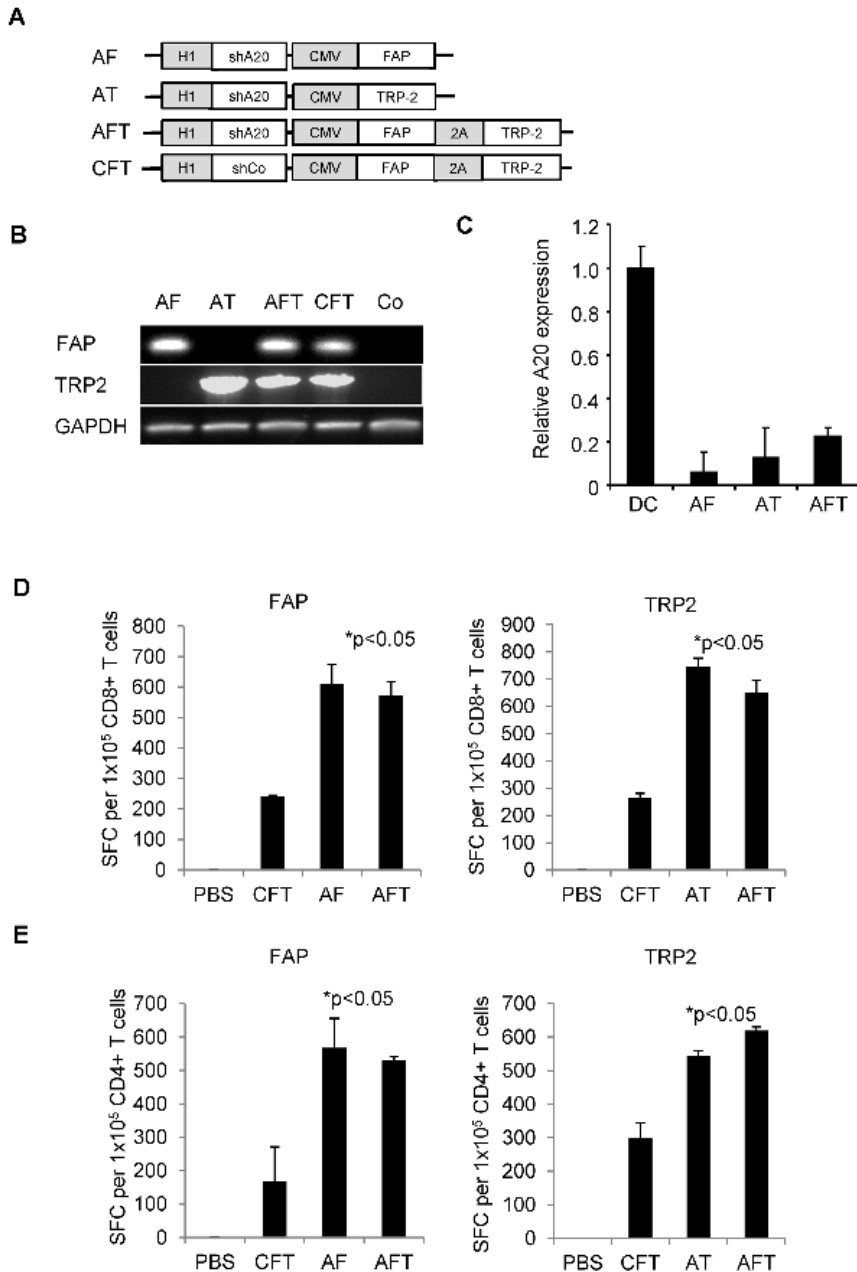 A
AF H1 shA20 CMV FAP
AT H1 shA20 CMV TRP-2
AFT H1 shA20 CMV FAP 2A TRP-2
CFT H1 shCo CMV FAP 2A TRP-2
B
AF AT AFT CFT Co
FAP
TRP2
GAPDH
C
Relative A20 expression
1.2
1.0
0.8
0.6
0.4
0.2
0
DC AF AT AFT
D
FAP
SFC per 1x10⁵ CD8+ T cells
800
700
600
500
400
300
200
100
0
*p<0.05
PBS CFT AF AFT
TRP2
SFC per 1x10⁵ CD8+ T cells
900
800
700
600
500
400
300
200
100
0
*p<0.05
PBS CFT AT AFT
E
FAP
SFC per 1x10⁵ CD4+ T cells
700
600
500
400
300
200
100
0
*p<0.05
PBS CFT AF AFT
TRP2
SFC per 1x10⁵ CD4+ T cells
700
600
500
400
300
200
100
0
*p<0.05
PBS CFT AT AFT